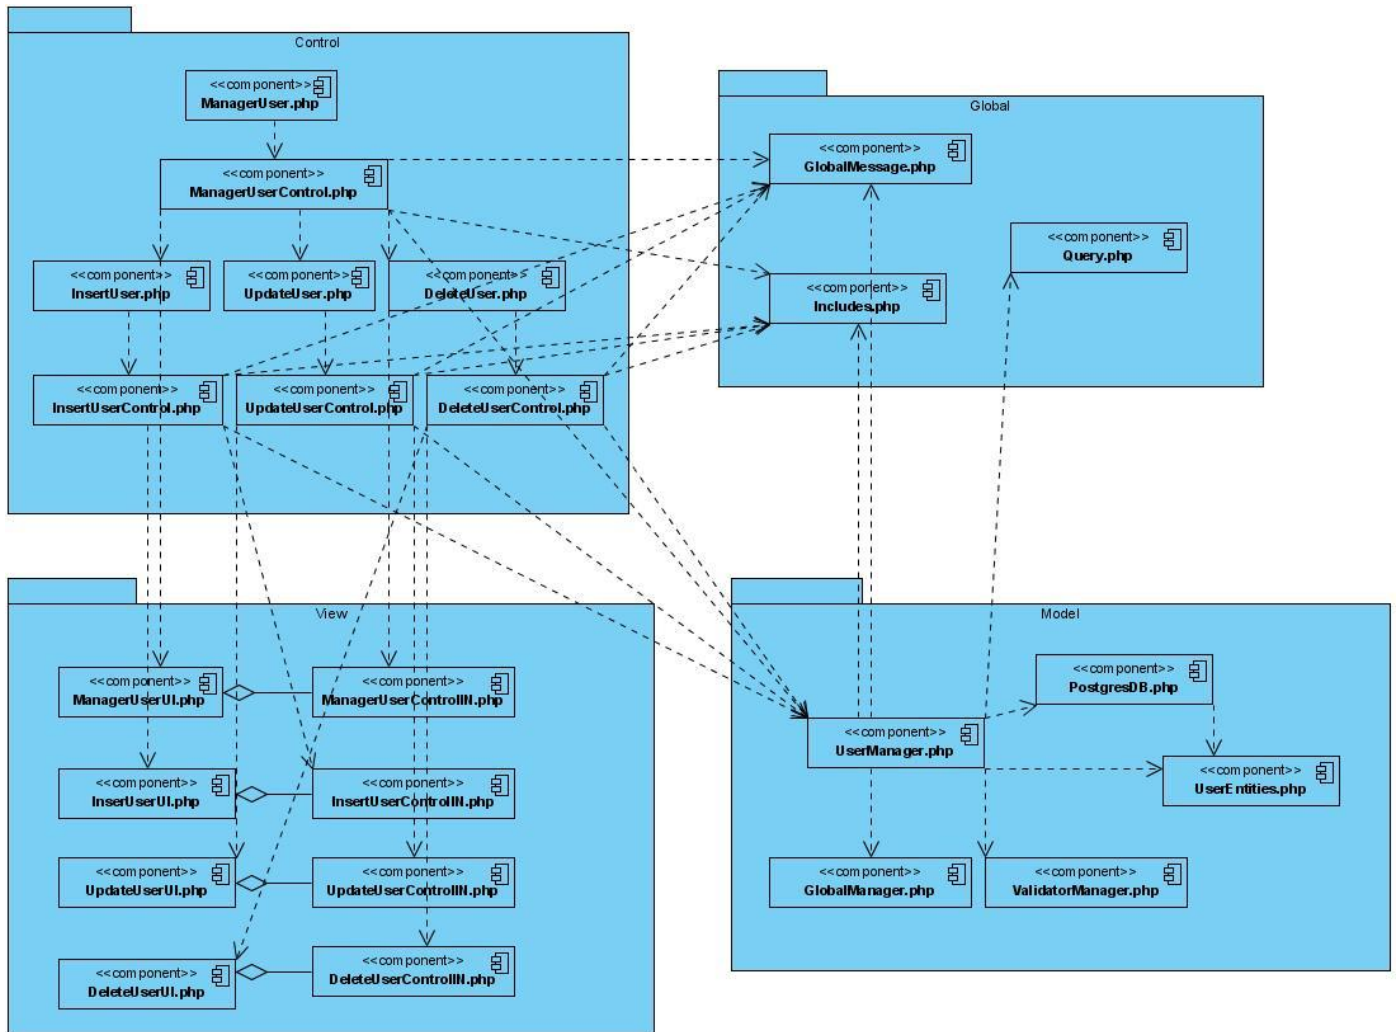 Control
<<component>>
ManagerUser.php
<<component>>
ManagerUserControl.php
<<component>>
InsertUser.php
<<component>>
UpdateUser.php
<<component>>
DeleteUser.php
<<component>>
InsertUserControl.php
<<component>>
UpdateUserControl.php
<<component>>
DeleteUserControl.php
Global
<<component>>
GlobalMessage.php
<<component>>
Query.php
<<component>>
Includes.php
View
<<component>>
ManagerUserUI.php
<<component>>
ManagerUserControlIN.php
<<component>>
InserUserUI.php
<<component>>
InsertUserControlIN.php
<<component>>
UpdateUserUI.php
<<component>>
UpdateUserControlIN.php
<<component>>
DeleteUserUI.php
<<component>>
DeleteUserControlIN.php
Model
<<component>>
PostgresDB.php
<<component>>
UserManager.php
<<component>>
UserEntities.php
<<component>>
GlobalManager.php
<<component>>
ValidatorManager.php